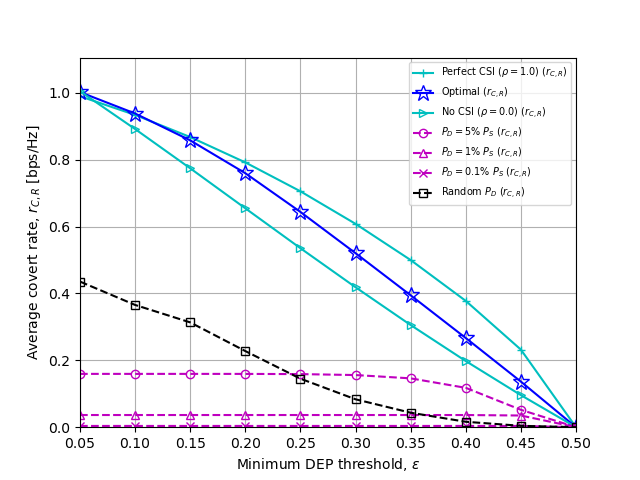 Perfect CSI (ρ = 1.0) (r_{C,R})
Optimal (r_{C,R})
No CSI (ρ = 0.0) (r_{C,R})
P_D = 5% P_S (r_{C,R})
P_D = 1% P_S (r_{C,R})
P_D = 0.1% P_S (r_{C,R})
Random P_D (r_{C,R})
Average covert rate, r_{C,R} [bps/Hz]
1.0
0.8
0.6
0.4
0.2
0.0
0.05 0.10 0.15 0.20 0.25 0.30 0.35 0.40 0.45 0.50
Minimum DEP threshold, ε